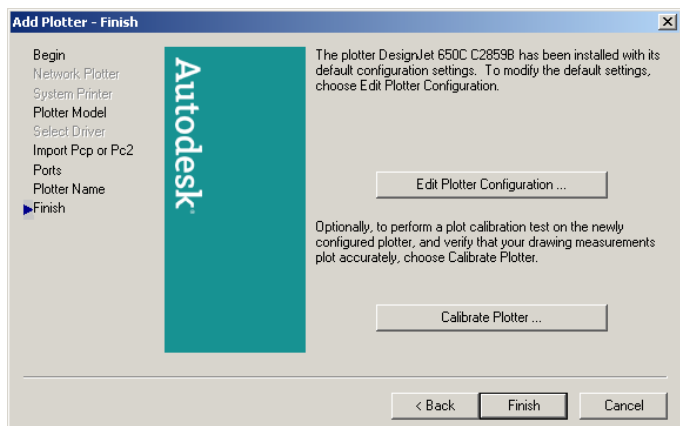 Add Plotter - Finish
Begin
Network Plotter
System Printer
Plotter Model
Select Driver
Import Pcp or Pc2
Ports
Plotter Name
Finish
Autodesk
The plotter DesignJet 650C C2859B has been installed with its
default configuration settings. To modify the default settings,
choose Edit Plotter Configuration.
Edit Plotter Configuration ...
Optionally, to perform a plot calibration test on the newly
configured plotter, and verify that your drawing measurements
plot accurately, choose Calibrate Plotter.
Calibrate Plotter ...
< Back
Finish
Cancel